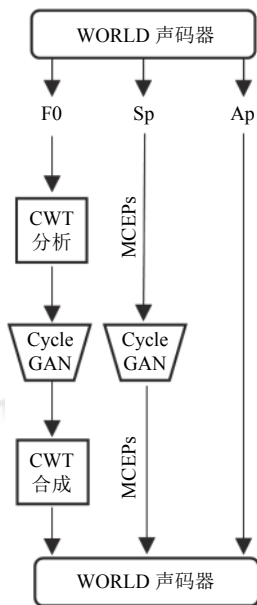 WORLD 声码器
F0 Sp Ap
MCEPs
CWT
分析
Cycle
GAN
Cycle
GAN
CWT
合成
MCEPs
WORLD 声码器